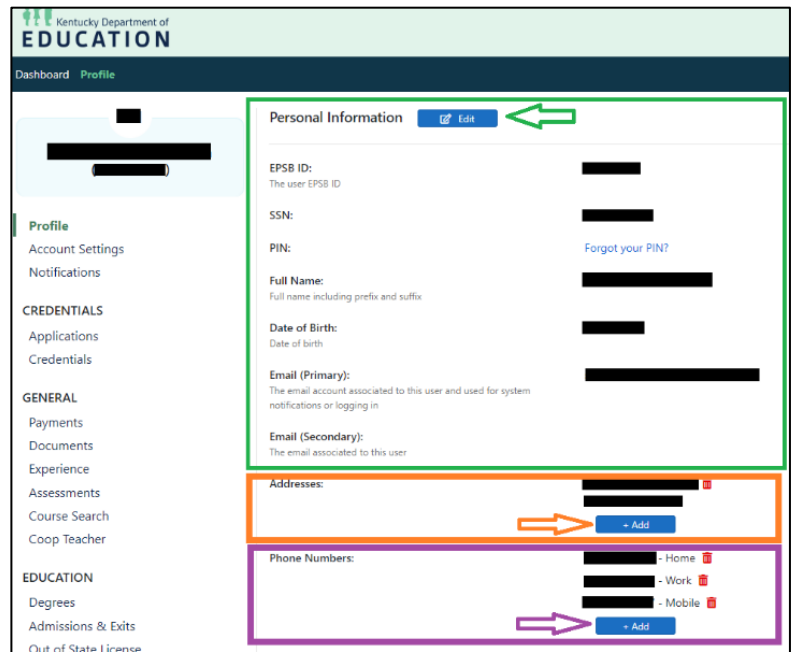 Kentucky Department of
EDUCATION
Dashboard Profile
( )
Profile
Account Settings
Notifications
CREDENTIALS
Applications
Credentials
GENERAL
Payments
Documents
Experience
Assessments
Course Search
Coop Teacher
EDUCATION
Degrees
Admissions & Exits
Out of State License
Personal Information Edit
EPSB ID:
The user EPSB ID
SSN:
PIN: Forgot your PIN?
Full Name:
Full name including prefix and suffix
Date of Birth:
Date of birth
Email (Primary):
The email account associated to this user and used for system
notifications or logging in
Email (Secondary):
The email associated to this user
Addresses:
+ Add
Phone Numbers: - Home
- Work
- Mobile
+ Add